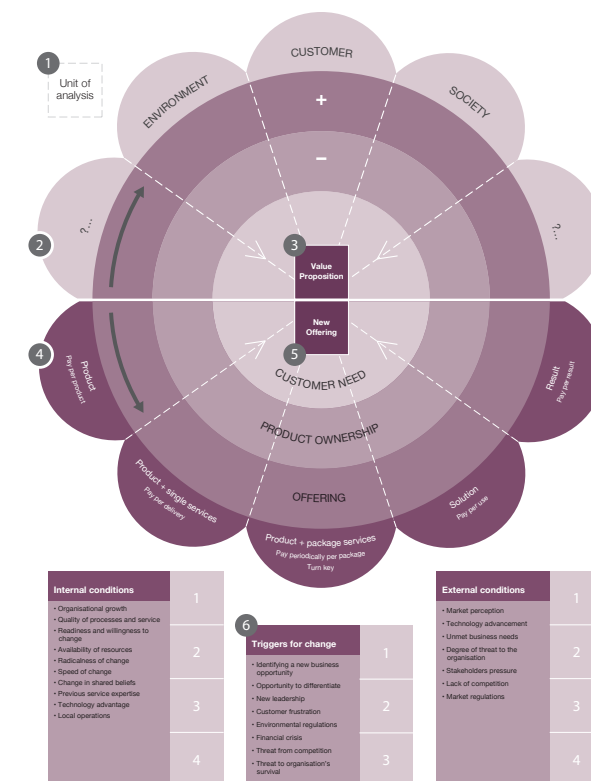 1
Unit of
analysis
ENVIRONMENT
CUSTOMER
SOCIETY
+
–
?...
?...
2
3
Value
Proposition
New
Offering
4
5
CUSTOMER NEED
PRODUCT OWNERSHIP
OFFERING
Product
Pay per product
Product + single services
Pay per delivery
Product + package services
Pay periodically per package
Turn key
Solution
Pay per use
Result
Pay per result
Internal conditions
• Organisational growth
• Quality of processes and service
• Readiness and willingness to
change
• Availability of resources
• Radicalness of change
• Speed of change
• Change in shared beliefs
• Previous service expertise
• Technology advantage
• Local operations
1
2
3
4
6
Triggers for change
• Identifying a new business
opportunity
• Opportunity to differentiate
• New leadership
• Customer frustration
• Environmental regulations
• Financial crisis
• Threat from competition
• Threat to organisation's
survival
1
2
3
External conditions
• Market perception
• Technology advancement
• Unmet business needs
• Degree of threat to the
organisation
• Stakeholders pressure
• Lack of competition
• Market regulations
1
2
3
4